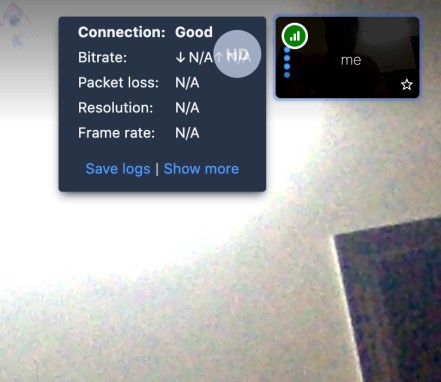 Connection: Good
Bitrate: ↓ N/A ↑ N/A
HD
Packet loss: N/A
Resolution: N/A
Frame rate: N/A
Save logs | Show more
me